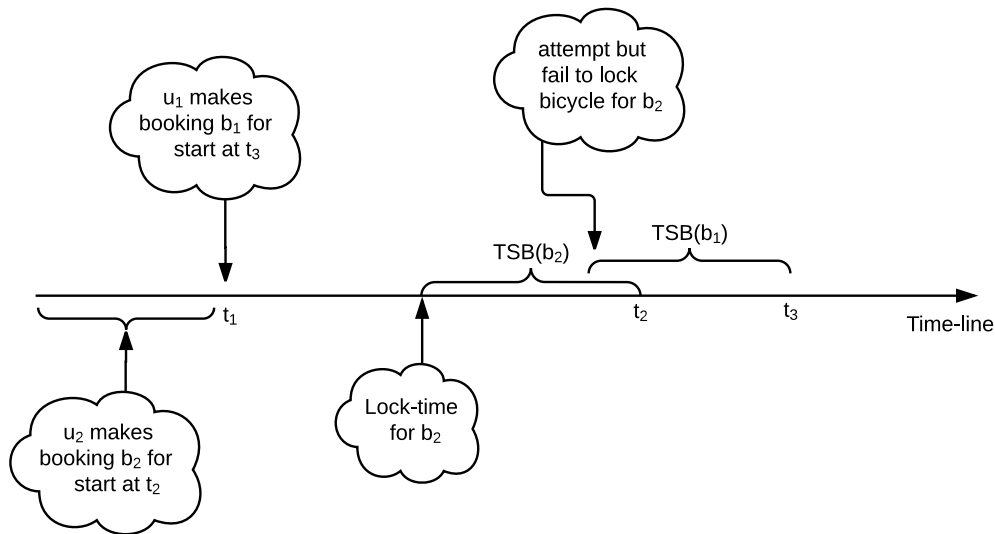 attempt but
fail to lock
bicycle for b₂
u₁ makes
booking b₁ for
start at t₃
TSB(b₂)
TSB(b₁)
t₁
t₂
t₃
Time-line
Lock-time
for b₂
u₂ makes
booking b₂ for
start at t₂